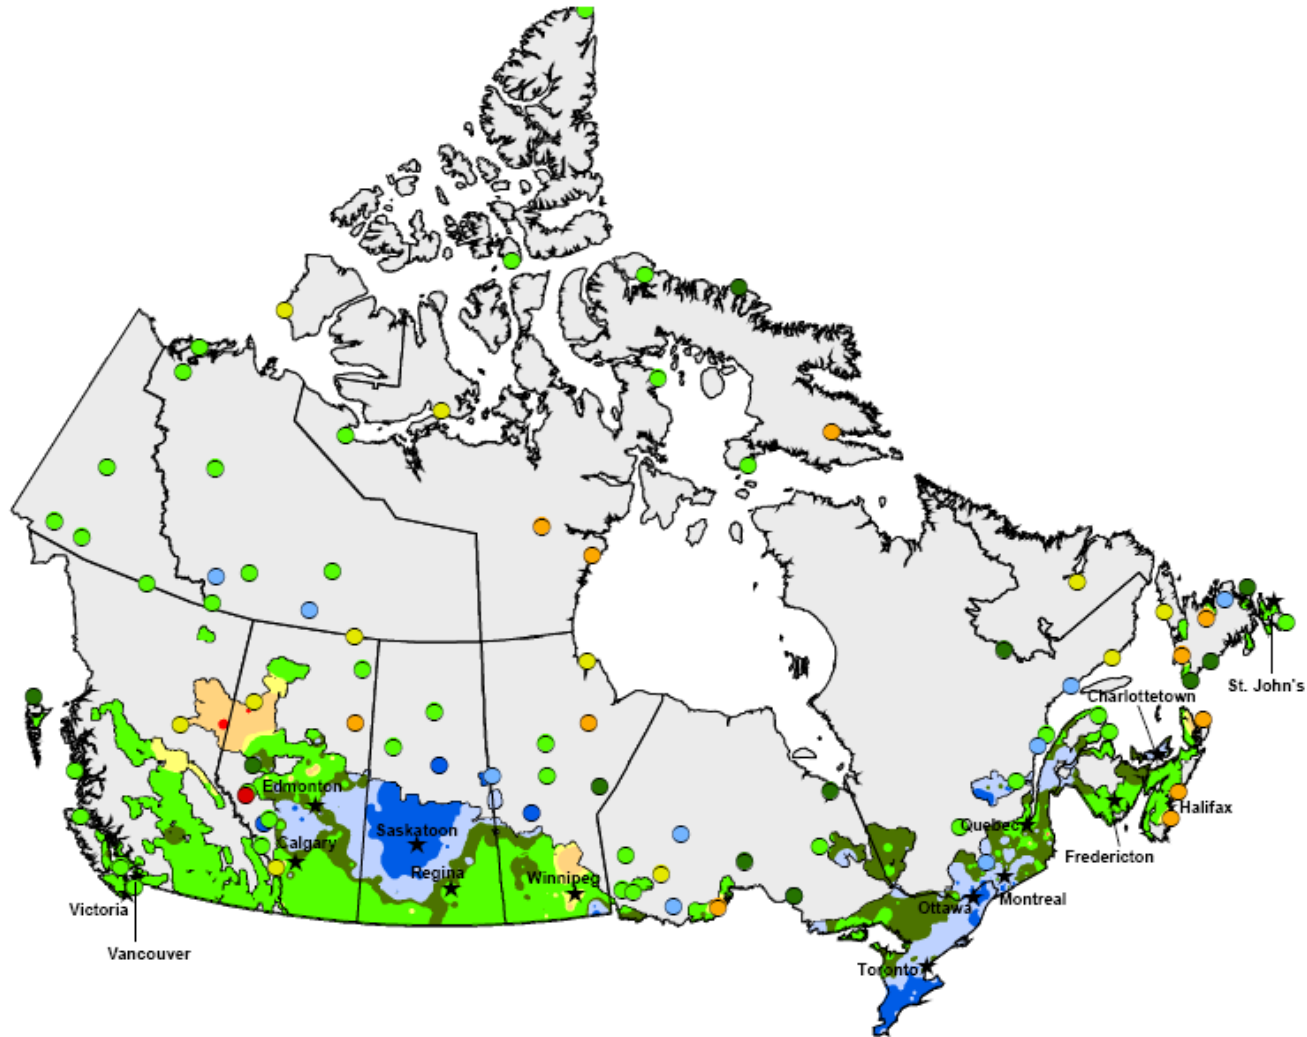 St. John's
Charlottetown
Edmonton
Halifax
Saskatoon
Quebec
Calgary
Fredericton
Regina
Winnipeg
Montreal
Victoria
Ottawa
Vancouver
Toronto